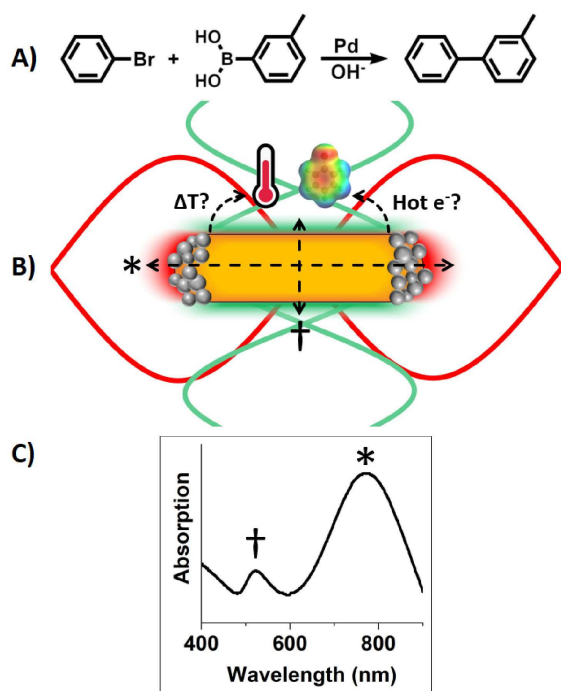 A)
Br + HO B HO Pd OH-
ΔT? Hot e-?
B) *
†
C)
*
†
Absorption
400 600 800
Wavelength (nm)